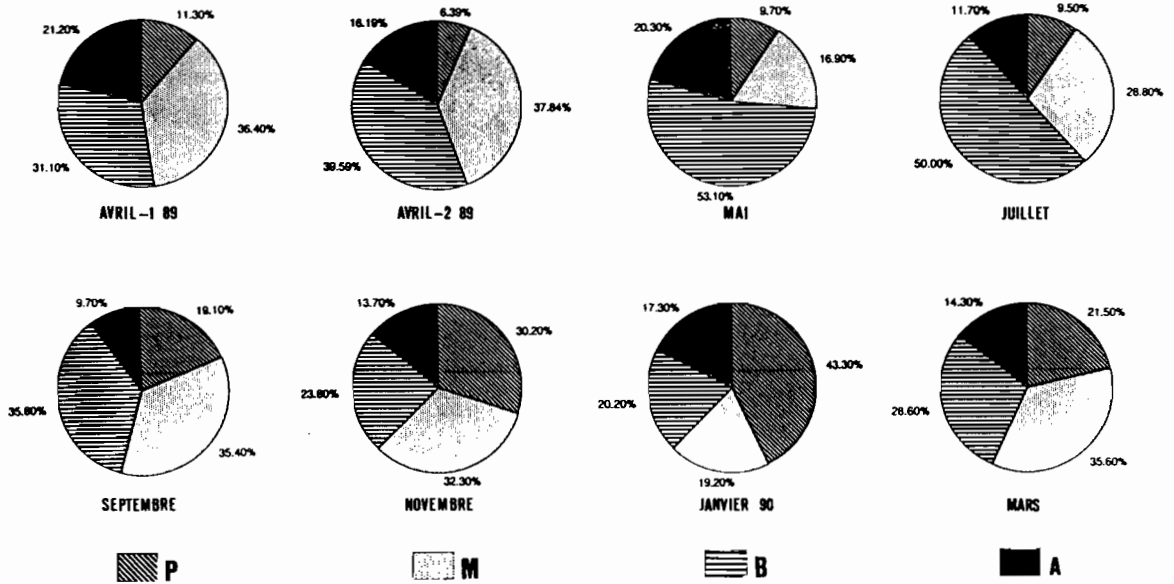 21.20% 11.30% 16.19% 6.39% 20.30% 9.70% 11.70% 9.50%
36.40% 37.84% 16.90% 28.80%
31.10% 39.59% 53.10% 50.00%
AVRIL-1 89 AVRIL-2 89 MAI JUILLET
9.70% 19.10% 13.70% 30.20% 17.30% 43.30% 14.30% 21.50%
35.80% 23.80% 20.20% 28.60%
35.40% 32.30% 19.20% 35.60%
SEPTEMBRE NOVEMBRE JANVIER 90 MARS
P M B A